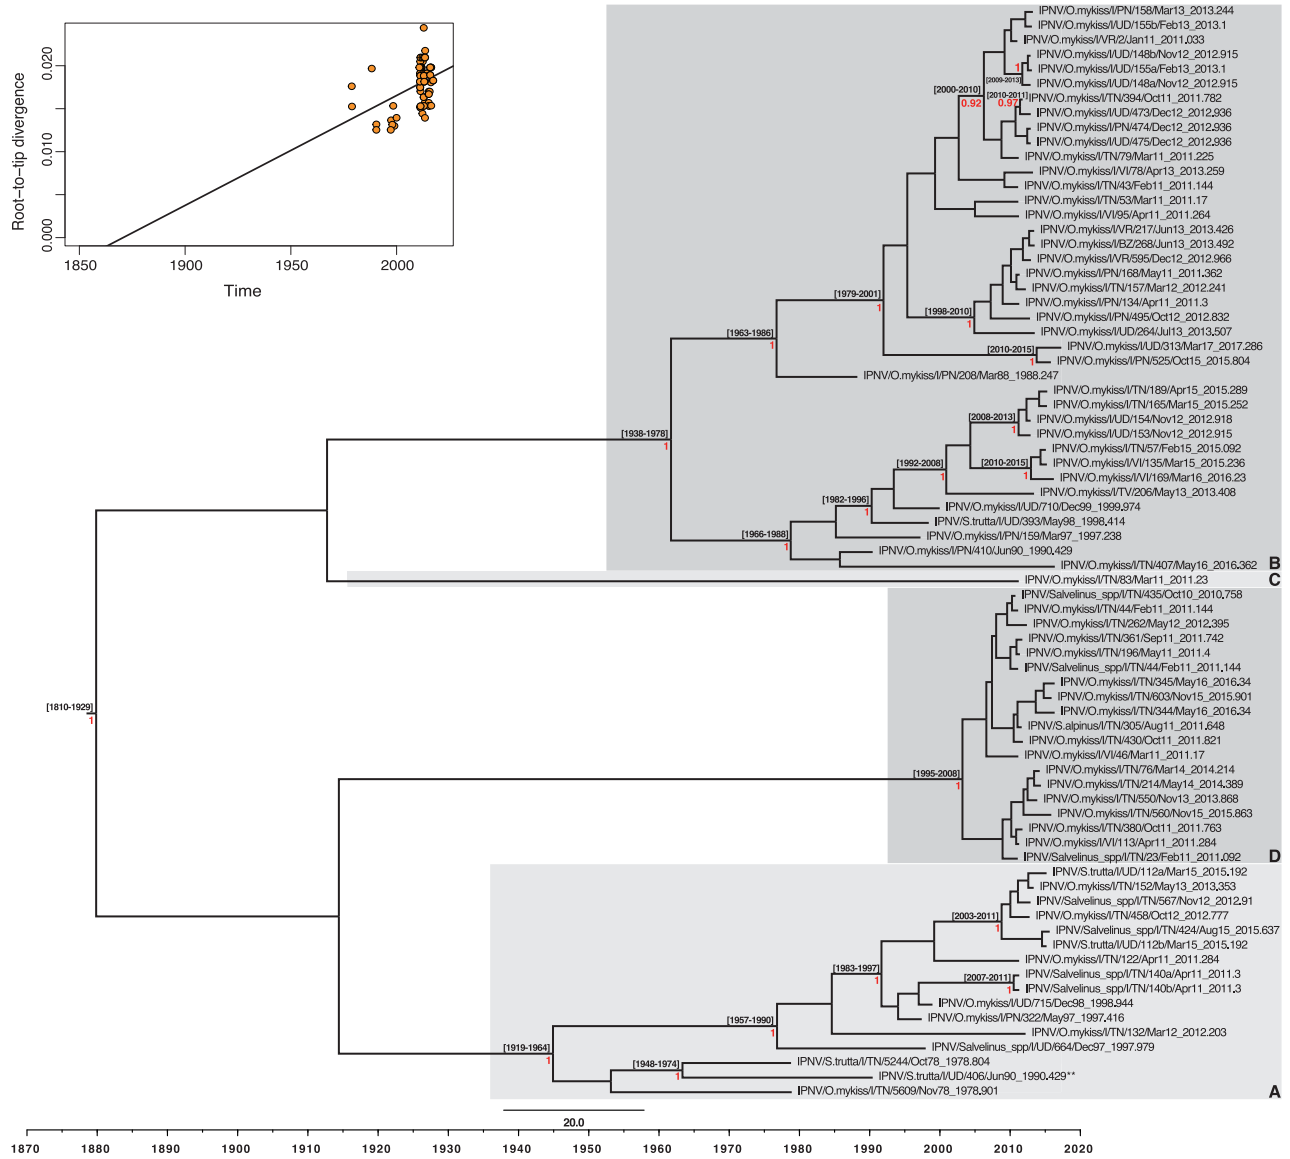 0.020
0.010
0.000
Root-to-tip divergence
1850
1900
1950
2000
Time
IPNV/O.mykiss/I/PN/158/Mar13_2013.244
IPNV/O.mykiss/I/UD/155b/Feb13_2013.1
IPNV/O.mykiss/I/VR/2/Jan11_2011.033
IPNV/O.mykiss/I/UD/148b/Nov12_2012.915
1
IPNV/O.mykiss/I/UD/155a/Feb13_2013.1
[2009-2013]
IPNV/O.mykiss/I/UD/148a/Nov12_2012.915
[2000-2010]
0.92
[2010-2011]
0.97
IPNV/O.mykiss/I/TN/394/Oct11_2011.782
IPNV/O.mykiss/I/UD/473/Dec12_2012.936
IPNV/O.mykiss/I/PN/474/Dec12_2012.936
IPNV/O.mykiss/I/UD/475/Dec12_2012.936
IPNV/O.mykiss/I/TN/79/Mar11_2011.225
IPNV/O.mykiss/I/VI/78/Apr13_2013.259
IPNV/O.mykiss/I/TN/43/Feb11_2011.144
IPNV/O.mykiss/I/TN/53/Mar11_2011.17
IPNV/O.mykiss/I/VI/95/Apr11_2011.264
IPNV/O.mykiss/I/VR/217/Jun13_2013.426
IPNV/O.mykiss/I/BZ/268/Jun13_2013.492
IPNV/O.mykiss/I/VR/595/Dec12_2012.966
IPNV/O.mykiss/I/PN/168/May11_2011.362
IPNV/O.mykiss/I/TN/157/Mar12_2012.241
[1979-2001]
1
IPNV/O.mykiss/I/PN/134/Apr11_2011.3
[1998-2010]
1
IPNV/O.mykiss/I/PN/495/Oct12_2012.832
IPNV/O.mykiss/I/UD/264/Jul13_2013.507
[1963-1986]
1
IPNV/O.mykiss/I/UD/313/Mar17_2017.286
[2010-2015]
1
IPNV/O.mykiss/I/PN/525/Oct15_2015.804
IPNV/O.mykiss/I/PN/208/Mar88_1988.247
IPNV/O.mykiss/I/TN/189/Apr15_2015.289
IPNV/O.mykiss/I/TN/165/Mar15_2015.252
[2008-2013]
1
IPNV/O.mykiss/I/UD/154/Nov12_2012.918
IPNV/O.mykiss/I/UD/153/Nov12_2012.915
[1938-1978]
1
IPNV/O.mykiss/I/TN/57/Feb15_2015.092
[1992-2008]
1
[2010-2015]
1
IPNV/O.mykiss/I/VI/135/Mar15_2015.236
IPNV/O.mykiss/I/VI/169/Mar16_2016.23
IPNV/O.mykiss/I/TV/206/May13_2013.408
[1982-1996]
1
IPNV/O.mykiss/I/UD/710/Dec99_1999.974
IPNV/S.trutta/I/UD/393/May98_1998.414
[1966-1988]
1
IPNV/O.mykiss/I/PN/159/Mar97_1997.238
IPNV/O.mykiss/I/PN/410/Jun90_1990.429
IPNV/O.mykiss/I/TN/407/May16_2016.362
B
IPNV/O.mykiss/I/TN/83/Mar11_2011.23
C
IPNV/Salvelinus_spp/I/TN/435/Oct10_2010.758
IPNV/O.mykiss/I/TN/44/Feb11_2011.144
IPNV/O.mykiss/I/TN/262/May12_2012.395
IPNV/O.mykiss/I/TN/361/Sep11_2011.742
IPNV/O.mykiss/I/TN/196/May11_2011.4
IPNV/Salvelinus_spp/I/TN/44/Feb11_2011.144
IPNV/O.mykiss/I/TN/345/May16_2016.34
IPNV/O.mykiss/I/TN/603/Nov15_2015.901
IPNV/O.mykiss/I/TN/344/May16_2016.34
[1810-1929]
1
IPNV/S.alpinus/I/TN/305/Aug11_2011.648
IPNV/O.mykiss/I/TN/430/Oct11_2011.821
IPNV/O.mykiss/I/VI/46/Mar11_2011.17
[1995-2008]
1
IPNV/O.mykiss/I/TN/76/Mar14_2014.214
IPNV/O.mykiss/I/TN/214/May14_2014.389
IPNV/O.mykiss/I/TN/550/Nov13_2013.868
IPNV/O.mykiss/I/TN/560/Nov15_2015.863
IPNV/O.mykiss/I/TN/380/Oct11_2011.763
IPNV/O.mykiss/I/VI/113/Apr11_2011.284
IPNV/Salvelinus_spp/I/TN/23/Feb11_2011.092
D
IPNV/S.trutta/I/UD/112a/Mar15_2015.192
IPNV/O.mykiss/I/TN/152/May13_2013.353
IPNV/Salvelinus_spp/I/TN/567/Nov12_2012.91
[2003-2011]
1
IPNV/O.mykiss/I/TN/458/Oct12_2012.777
IPNV/Salvelinus_spp/I/TN/424/Aug15_2015.637
IPNV/S.trutta/I/UD/112b/Mar15_2015.192
IPNV/O.mykiss/I/TN/122/Apr11_2011.284
[1983-1997]
1
[2007-2011]
1
IPNV/Salvelinus_spp/I/TN/140a/Apr11_2011.3
IPNV/Salvelinus_spp/I/TN/140b/Apr11_2011.3
IPNV/O.mykiss/I/UD/715/Dec98_1998.944
[1957-1990]
1
IPNV/O.mykiss/I/PN/322/May97_1997.416
IPNV/O.mykiss/I/TN/132/Mar12_2012.203
[1919-1964]
1
IPNV/Salvelinus_spp/I/UD/664/Dec97_1997.979
[1948-1974]
1
IPNV/S.trutta/I/TN/5244/Oct78_1978.804
IPNV/S.trutta/I/UD/406/Jun90_1990.429**
IPNV/O.mykiss/I/TN/5609/Nov78_1978.901
A
20.0
1870 1880 1890 1900 1910 1920 1930 1940 1950 1960 1970 1980 1990 2000 2010 2020